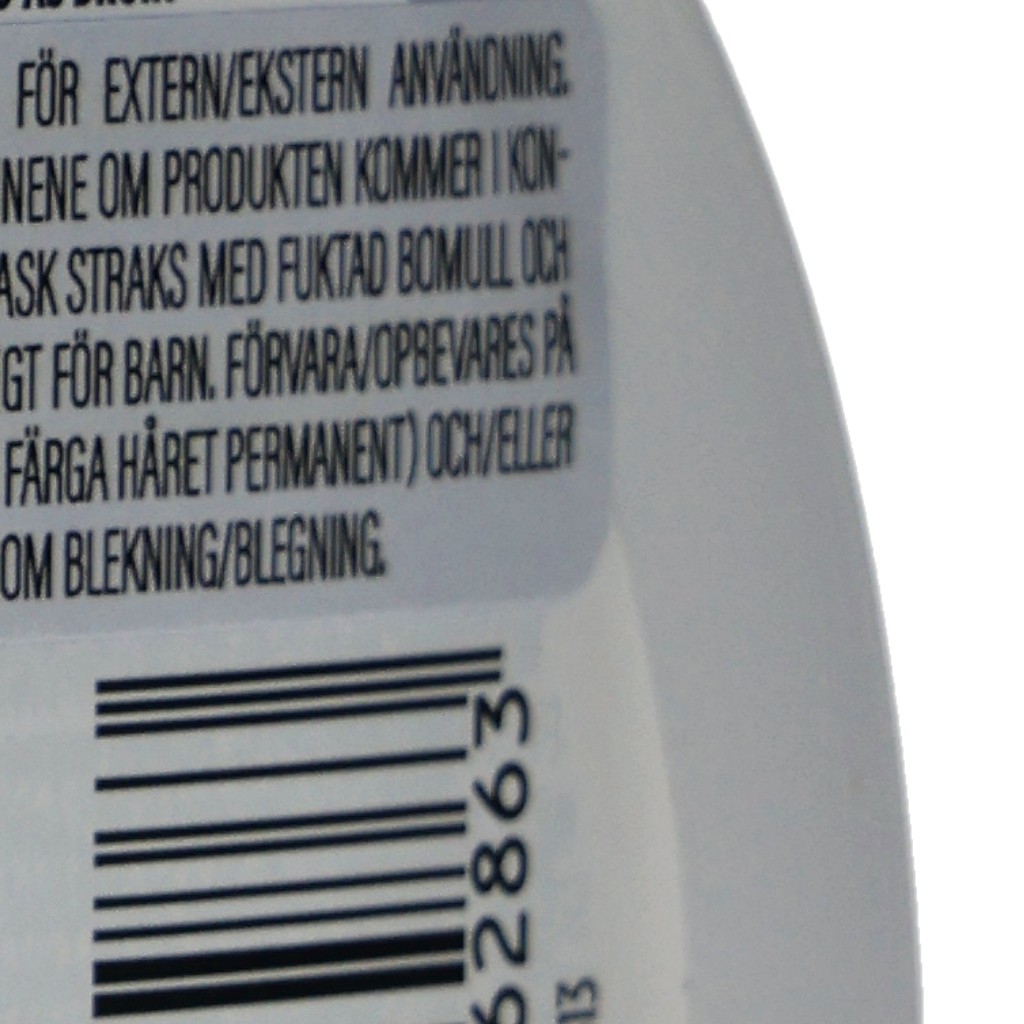 FÖR EXTERN/EKSTERN ANVÄNDNING.
NENE OM PRODUKTEN KOMMER I KON-
ASK STRAKS MED FUKTAD BOMULL OCH
GT FÖR BARN. FÖRVARA/OPBEVARES PÅ
FÄRGA HÅRET PERMANENT) OCH/ELLER
OM BLEKNING/BLEGNING.
62863
13